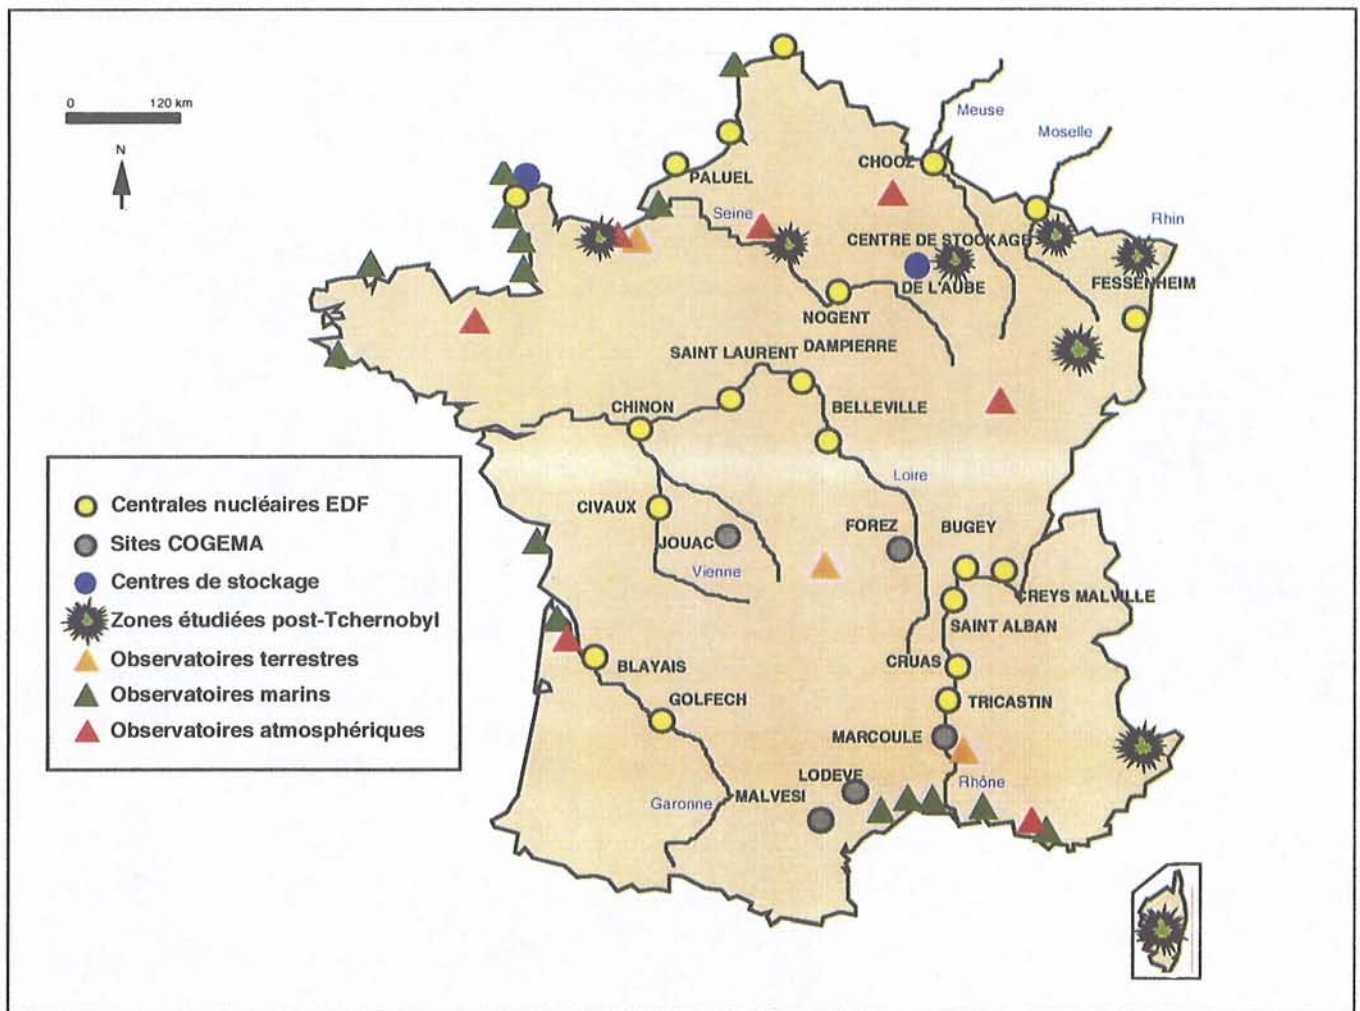 0 120 km
N
Meuse
Moselle
CHOOZ
PALUEL
Seine
Rhin
CENTRE DE STOCKAGE
DE L'AUBE
FESSENHEIM
NOGENT
SAINT LAURENT
DAMPIERRE
CHINON
BELLEVILLE
Loire
CIVAUX
JOUAC
Vienne
FOREZ
BUGEY
CREYS MALVILLE
SAINT ALBAN
CRUAS
BLAYAIS
GOLFECH
TRICASTIN
MARCOULE
LODEVE
Rhône
MALVESI
Garonne
Centrales nucléaires EDF
Sites COGEMA
Centres de stockage
Zones étudiées post-Tchernobyl
Observatoires terrestres
Observatoires marins
Observatoires atmosphériques